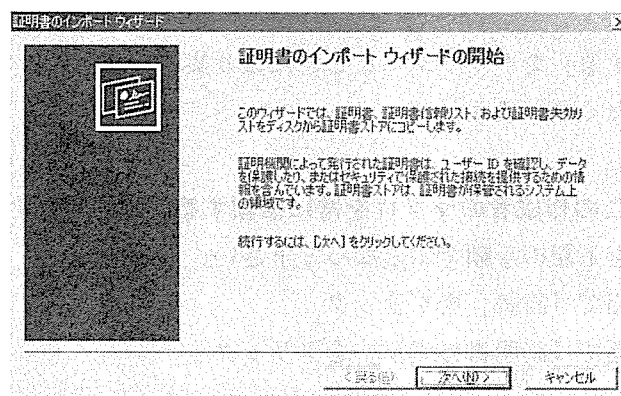 証明書のインポート ウィザード
証明書のインポート ウィザードの開始
このウィザードでは、証明書、証明書信頼リスト、および証明書失効リ
ストをディスクから証明書ストアにコピーします。
証明機関によって発行された証明書は、ユーザー ID を確認し、データ
を保護したり、またはセキュリティで保護された接続を提供するための情
報を含んでいます。証明書ストアは、証明書が保管されるシステム上
の領域です。
続行するには、[次へ] をクリックしてください。
< 戻る(B)
次へ(N) >
キャンセル